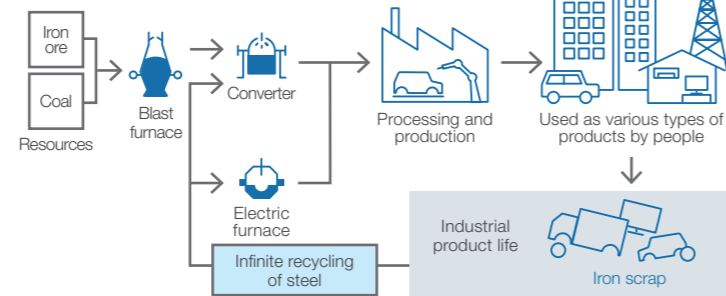 Iron
ore
Coal
Resources
Blast
furnace
Converter
Electric
furnace
Processing and
production
Used as various types of
products by people
Industrial
product life
Iron scrap
Infinite recycling
of steel